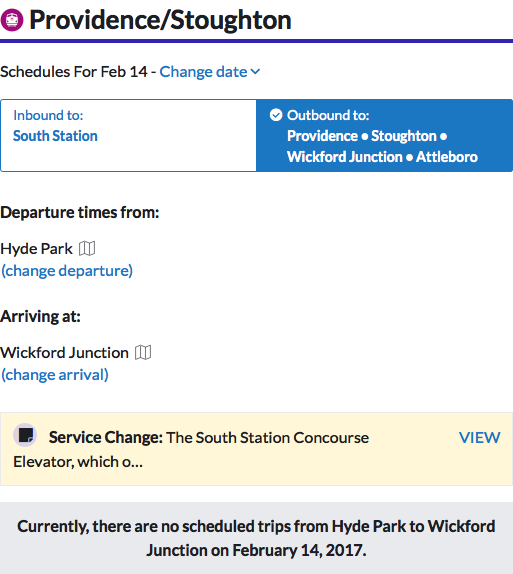 Providence/Stoughton
Schedules For Feb 14 - Change date
Inbound to:
South Station
Outbound to:
Providence • Stoughton •
Wickford Junction • Attleboro
Departure times from:
Hyde Park
(change departure)
Arriving at:
Wickford Junction
(change arrival)
Service Change: The South Station Concourse
Elevator, which o...
VIEW
Currently, there are no scheduled trips from Hyde Park to Wickford
Junction on February 14, 2017.